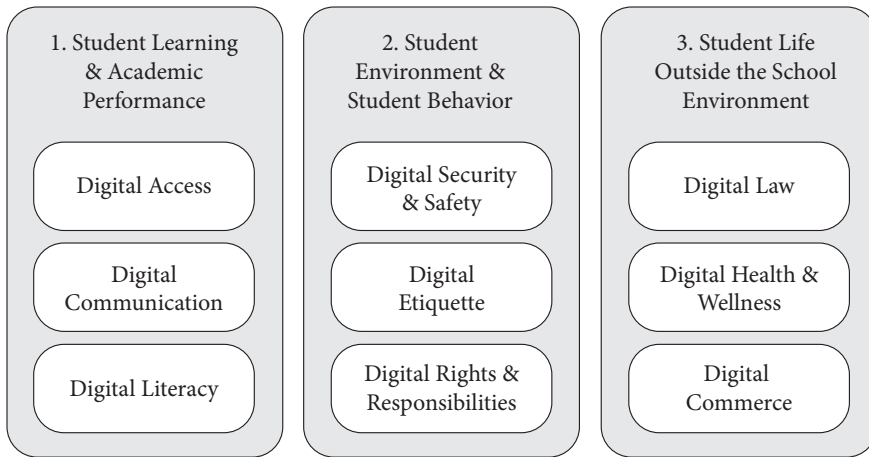 1. Student Learning
& Academic
Performance
Digital Access
Digital
Communication
Digital Literacy
2. Student
Environment &
Student Behavior
Digital Security
& Safety
Digital
Etiquette
Digital Rights &
Responsibilities
3. Student Life
Outside the School
Environment
Digital Law
Digital Health &
Wellness
Digital
Commerce